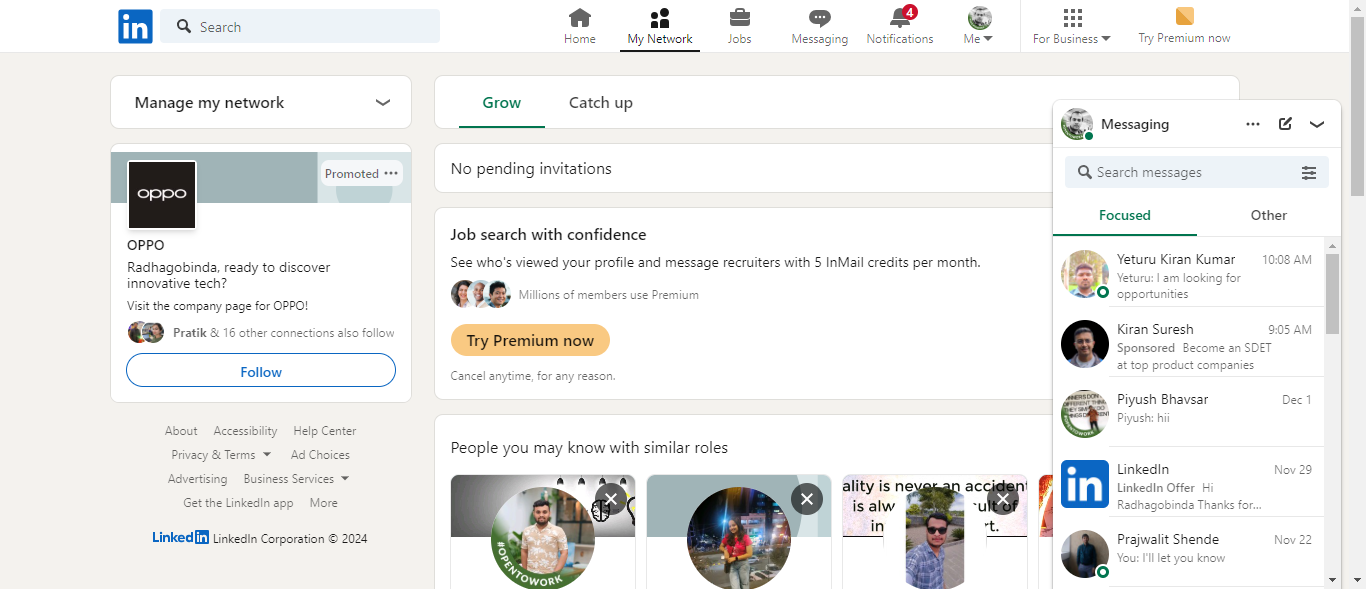 in
Search
Home
My Network
Jobs
Messaging
4
Notifications
Me
For Business
Try Premium now
Manage my network
Promoted
oppo
OPPO
Radhagobinda, ready to discover
innovative tech?
Visit the company page for OPPO!
Pratik & 16 other connections also follow
Follow
About Accessibility Help Center
Privacy & Terms Ad Choices
Advertising Business Services
Get the LinkedIn app More
LinkedIn LinkedIn Corporation © 2024
Grow Catch up
No pending invitations
Job search with confidence
See who's viewed your profile and message recruiters with 5 InMail credits per month.
Millions of members use Premium
Try Premium now
Cancel anytime, for any reason.
People you may know with similar roles
#OPENTOWORK
ality is never an accident
is alw
cult of
in
rt.
Messaging
Search messages
Focused Other
Yeturu Kiran Kumar 10:08 AM
Yeturu: I am looking for
opportunities
Kiran Suresh 9:05 AM
Sponsored Become an SDET
at top product companies
Piyush Bhavsar Dec 1
Piyush: hii
LinkedIn Nov 29
LinkedIn Offer Hi
Radhagobinda Thanks for...
Prajwalit Shende Nov 22
You: I'll let you know